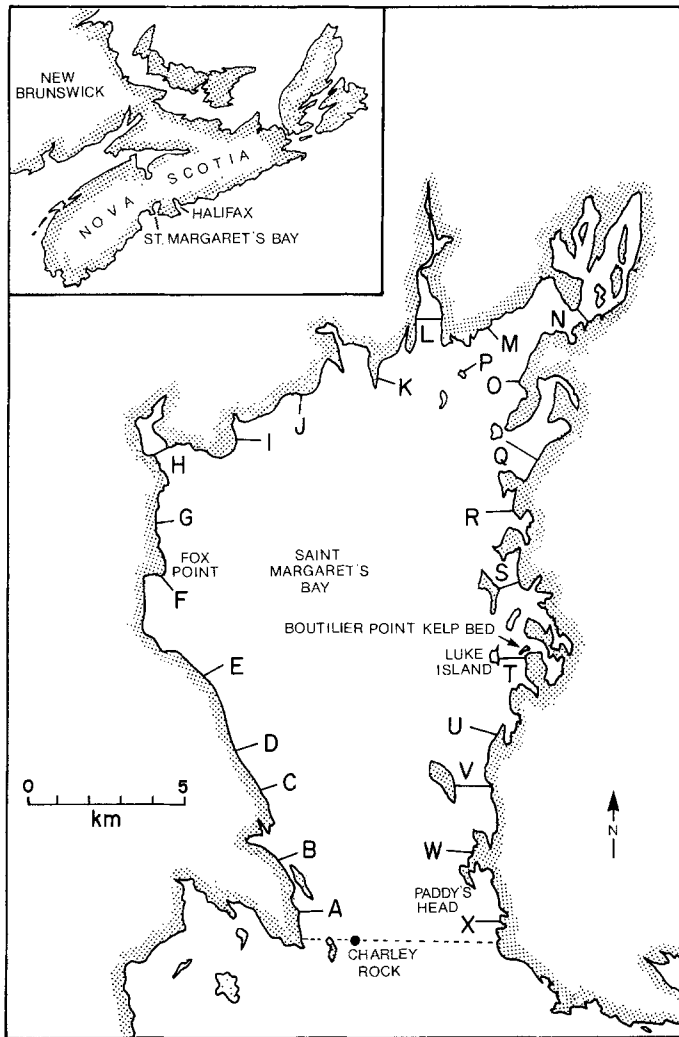 NEW
BRUNSWICK
NOVA SCOTIA
HALIFAX
ST. MARGARET'S BAY
L
M
N
P
O
K
J
I
H
Q
R
G
SAINT
MARGARET'S
BAY
FOX
POINT
F
S
BOUTILIER POINT KELP BED
LUKE
ISLAND
T
E
U
D
V
C
0 5
km
N
B
W
PADDY'S
HEAD
A
X
CHARLEY
ROCK